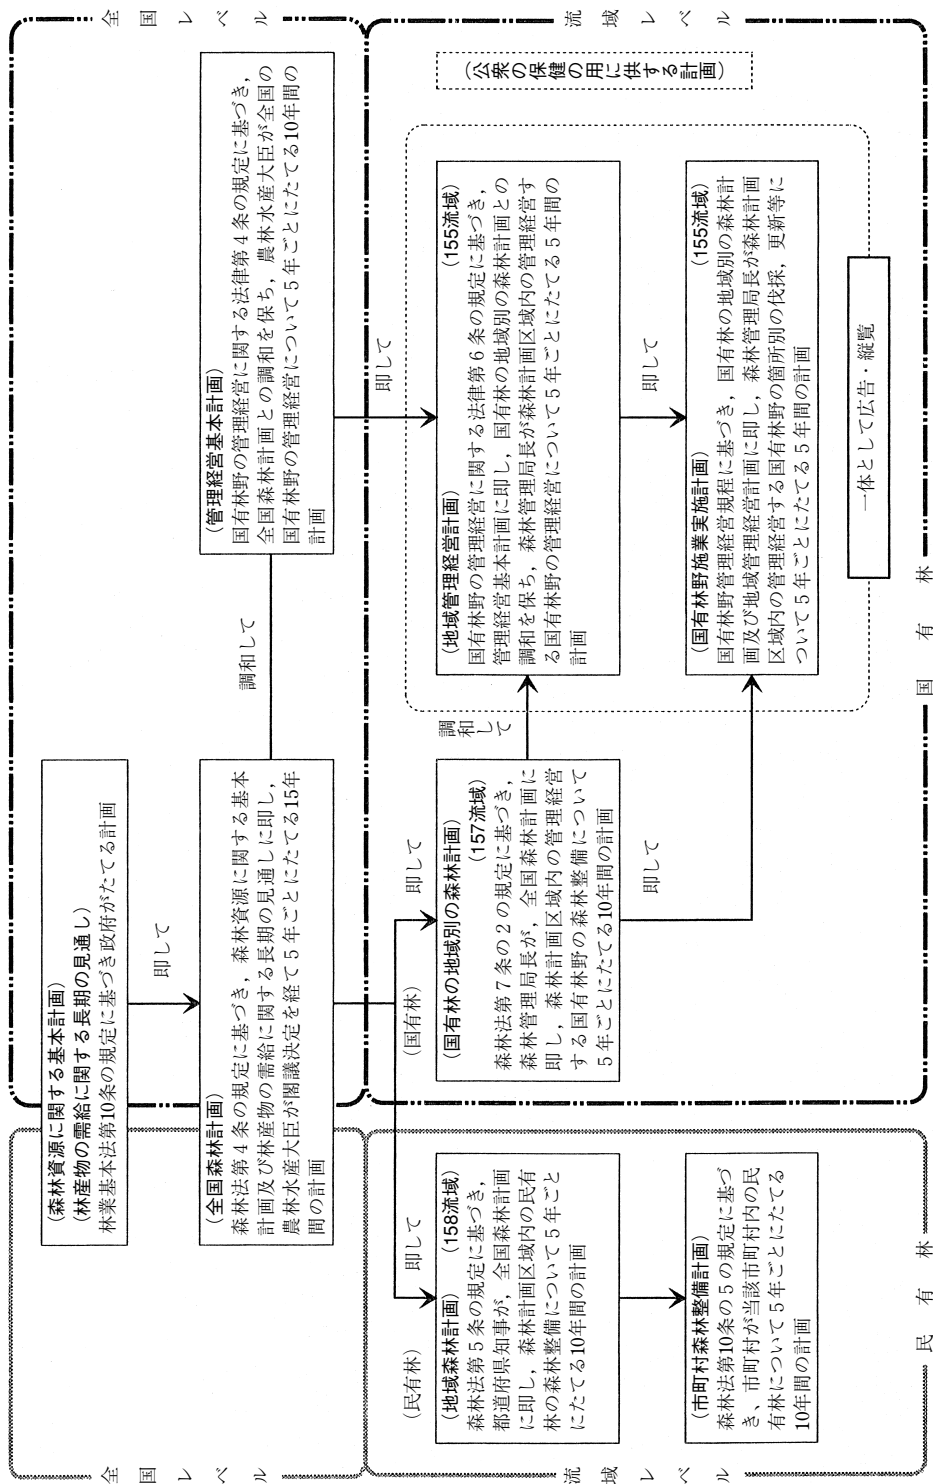 全国レベル
全国レベル
(森林資源に関する基本計画)
(林産物の需給に関する長期の見通し)
林業基本法第10条の規定に基づき政府がたてる計画
即して
(全国森林計画)
森林法第4条の規定に基づき，森林資源に関する基本
計画及び林産物の需給に関する長期の見通しに即し，
農林水産大臣が閣議決定を経て5年ごとにたてる15年
間の計画
調和して
(管理経営基本計画)
国有林野の管理経営に関する法律第4条の規定に基づき，
全国森林計画との調和を保ち，農林水産大臣が全国の
国有林野の管理経営について5年ごとにたてる10年間の
計画
流域レベル
流域レベル
(民有林)
即して
(国有林)
即して
即して
(地域森林計画)　(158流域)
森林法第5条の規定に基づき，
都道府県知事が，全国森林計画
に即し，森林計画区域内の民有
林の森林整備について5年ごと
にたてる10年間の計画
(市町村森林整備計画)
森林法第10条の5の規定に基づ
き、市町村が当該市町村内の民
有林について5年ごとにたてる
10年間の計画
(国有林の地域別の森林計画)
(157流域)
森林法第7条の2の規定に基づき，
森林管理局長が，全国森林計画に
即し，森林計画区域内の管理経営
する国有林野の森林整備について
5年ごとにたてる10年間の計画
即して
調和
して
(地域管理経営計画)　(155流域)
国有林野の管理経営に関する法律第6条の規定に基づき，
管理経営基本計画に即し，国有林の地域別の森林計画との
調和を保ち，森林管理局長が森林計画区域内の管理経営す
る国有林野の管理経営について5年ごとにたてる5年間の
計画
即して
(国有林野施業実施計画)　(155流域)
国有林野管理経営規程に基づき，国有林の地域別の森林計
画及び地域管理経営計画に即し，森林管理局長が森林計画
区域内の管理経営する国有林野の箇所別の伐採，更新等に
ついて5年ごとにたてる5年間の計画
(公衆の保健の用に供する計画)
一体として広告・縦覧
民有林
国有林